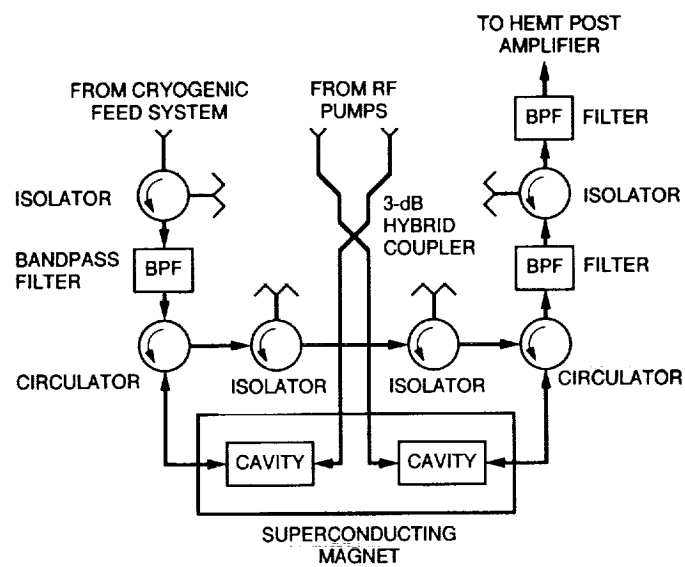 TO HEMT POST
AMPLIFIER
FROM CRYOGENIC
FEED SYSTEM
FROM RF
PUMPS
BPF
FILTER
ISOLATOR
ISOLATOR
3-dB
HYBRID
COUPLER
BANDPASS
FILTER
BPF
BPF
FILTER
CIRCULATOR
ISOLATOR
ISOLATOR
CIRCULATOR
CAVITY
CAVITY
SUPERCONDUCTING
MAGNET